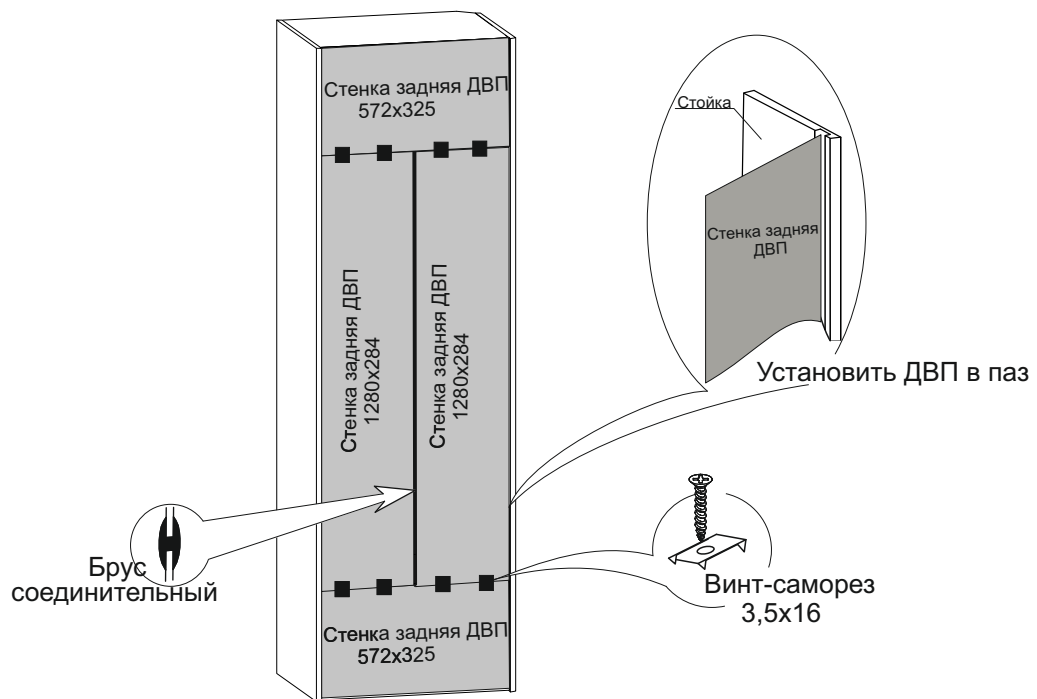 Стенка задняя ДВП
572х325
Стойка
Стенка задняя
ДВП
Установить ДВП в паз
Стенка задняя ДВП
1280х284
Стенка задняя ДВП
1280х284
Брус
соединительный
Винт-саморез
3,5х16
Стенка задняя ДВП
572х325